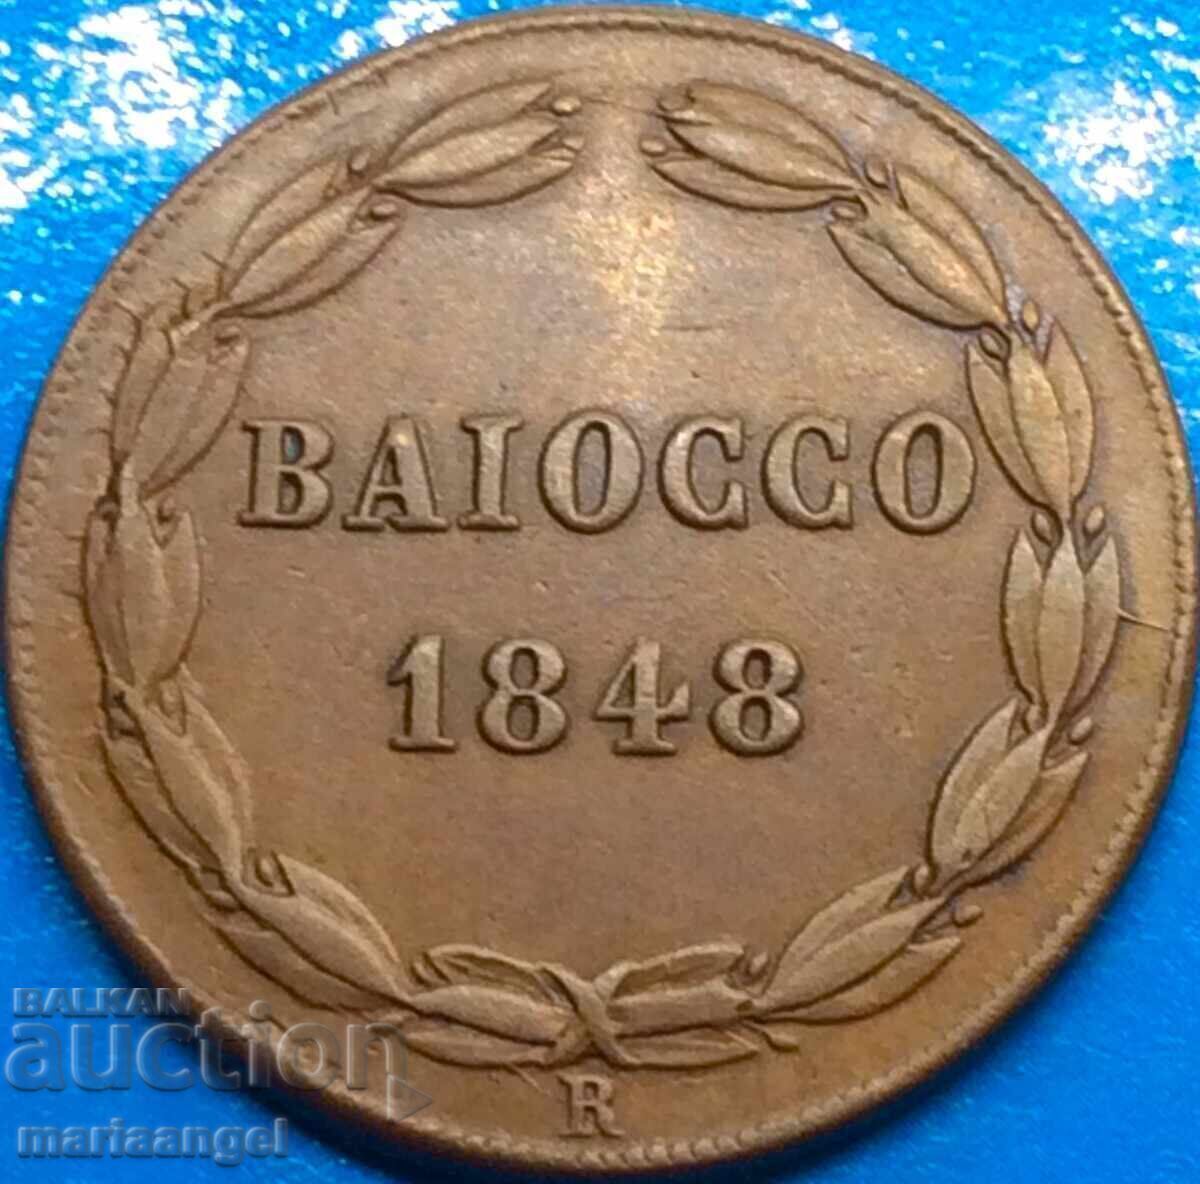 BAIOCCO
1848
R
BALKAN
auction
mariaangel